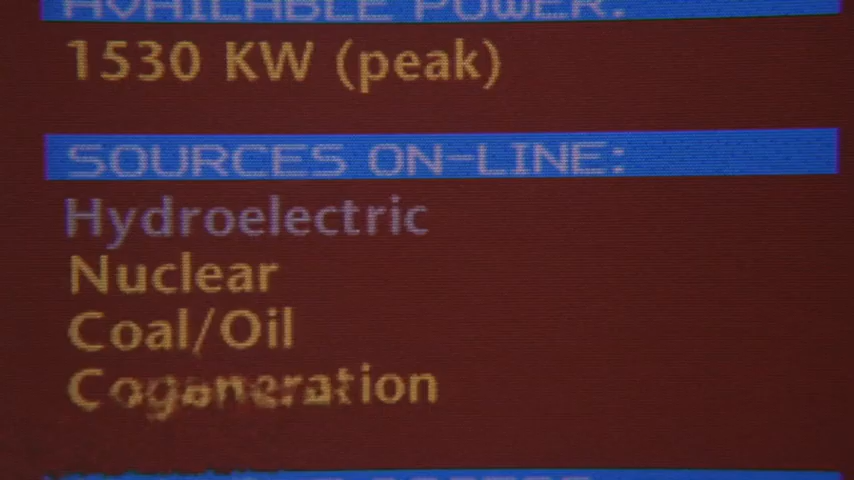 AVAILABLE POWER:
1530 KW (peak)
SOURCES ON-LINE:
Hydroelectric
Nuclear
Coal/Oil
Cogeneration